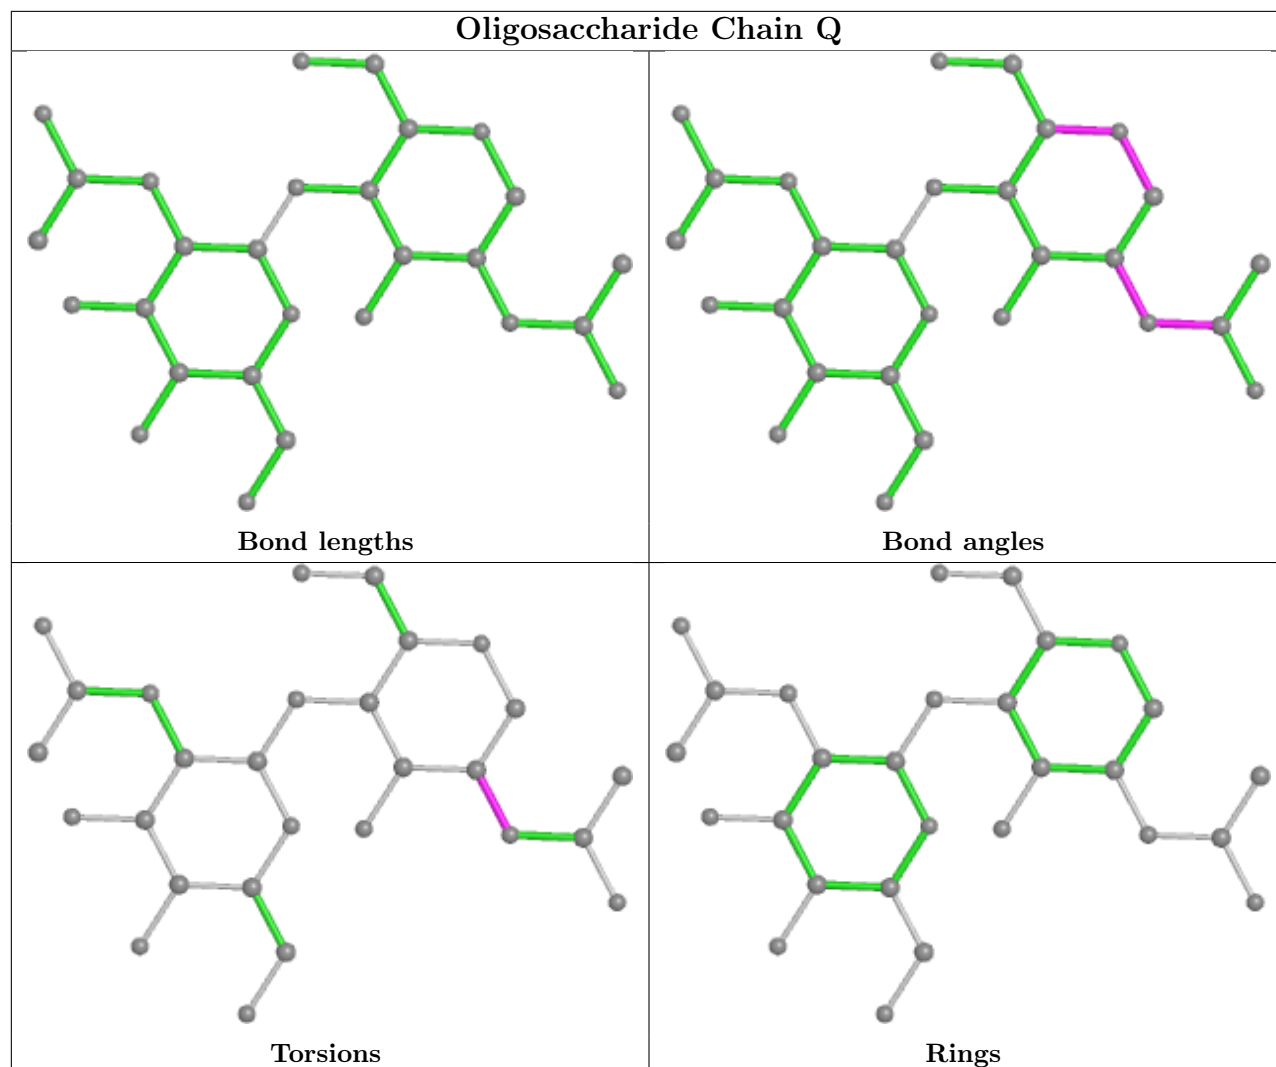 Oligosaccharide Chain Q
Bond lengths
Bond angles
Torsions
Rings